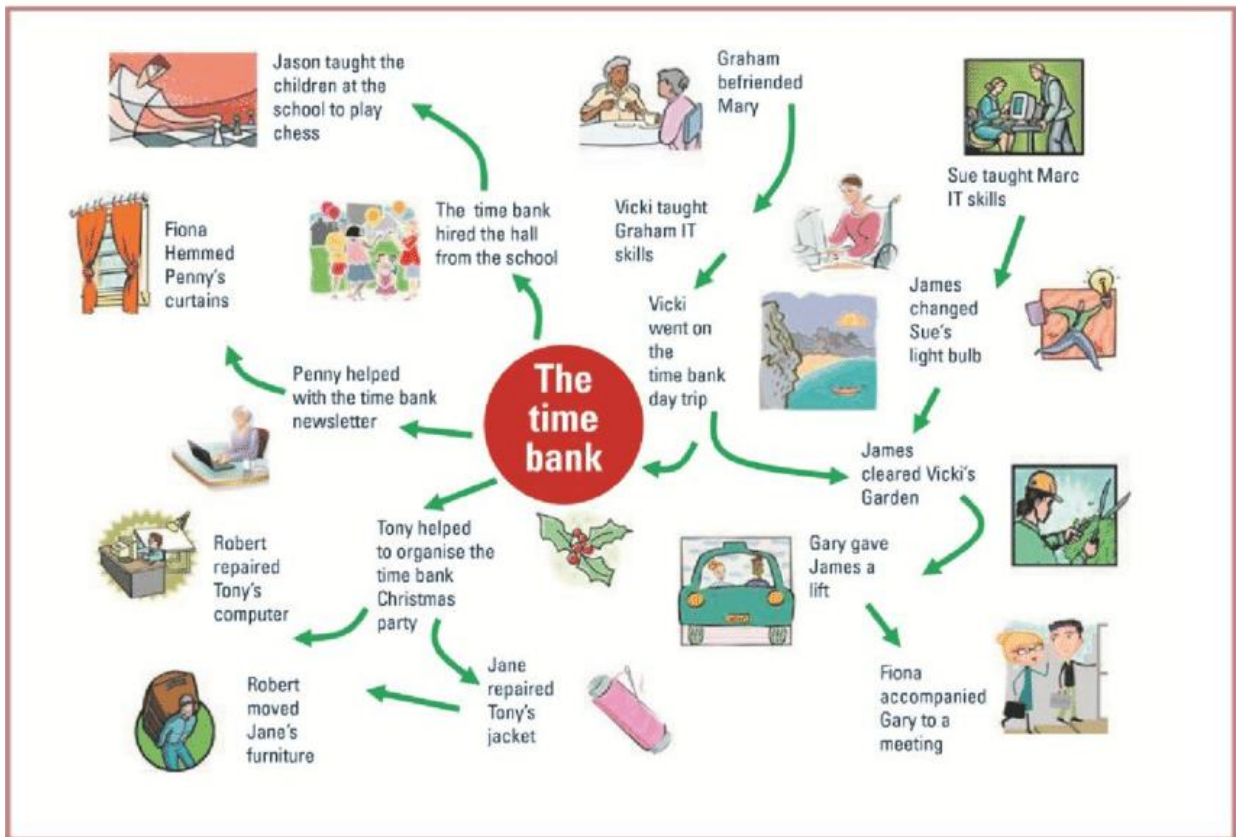 Jason taught the
children at the
school to play
chess
Graham
befriended
Mary
Sue taught Marc
IT skills
Fiona
Hemmed
Penny's
curtains
The time bank
hired the hall
from the school
Vicki taught
Graham IT
skills
James
changed
Sue's
light bulb
Vicki
went on
the
time bank
day trip
Penny helped
with the time bank
newsletter
The
time
bank
James
cleared Vicki's
Garden
Robert
repaired
Tony's
computer
Tony helped
to organise the
time bank
Christmas
party
Gary gave
James a
lift
Robert
moved
Jane's
furniture
Jane
repaired
Tony's
jacket
Fiona
accompanied
Gary to a
meeting